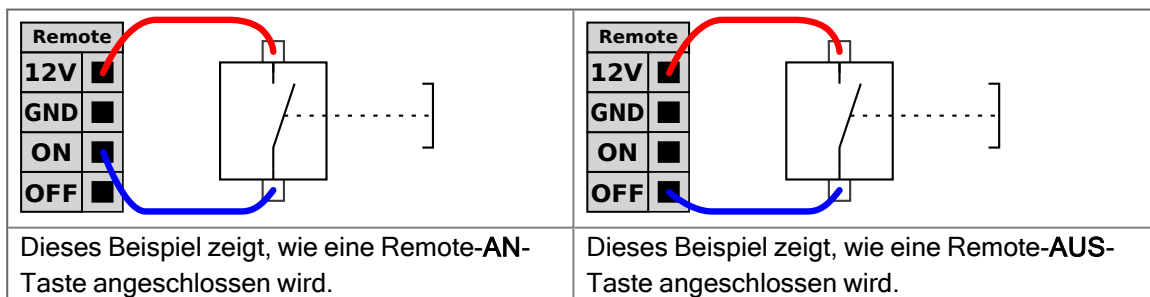 Remote
12V
GND
ON
OFF
Dieses Beispiel zeigt, wie eine Remote-AN-
Taste angeschlossen wird.
Remote
12V
GND
ON
OFF
Dieses Beispiel zeigt, wie eine Remote-AUS-
Taste angeschlossen wird.